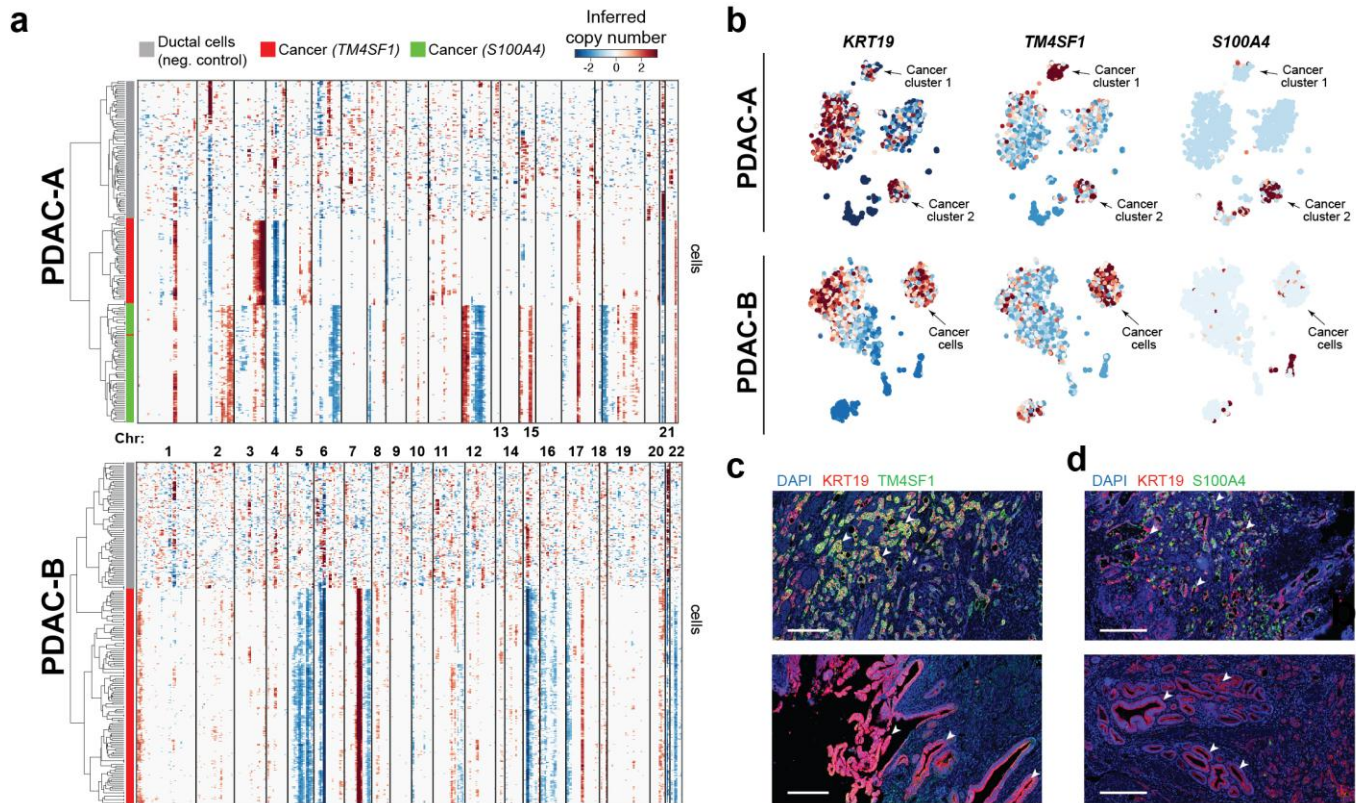 a
Ductal cells
(neg. control)
Cancer (TM4SF1)
Cancer (S100A4)
Inferred
copy number
-2 2
PDAC-A
cells
Chr:
13 15 21
1 2 3 4 5 6 7 8 9 10 11 12 14 16 17 18 19 20 22
PDAC-B
cells
b
KRT19 TM4SF1 S100A4
PDAC-A
Cancer
cluster 1
Cancer
cluster 1
Cancer
cluster 1
Cancer
cluster 2
Cancer
cluster 2
Cancer
cluster 2
PDAC-B
Cancer
cells
Cancer
cells
Cancer
cells
c
DAPI KRT19 TM4SF1
d
DAPI KRT19 S100A4